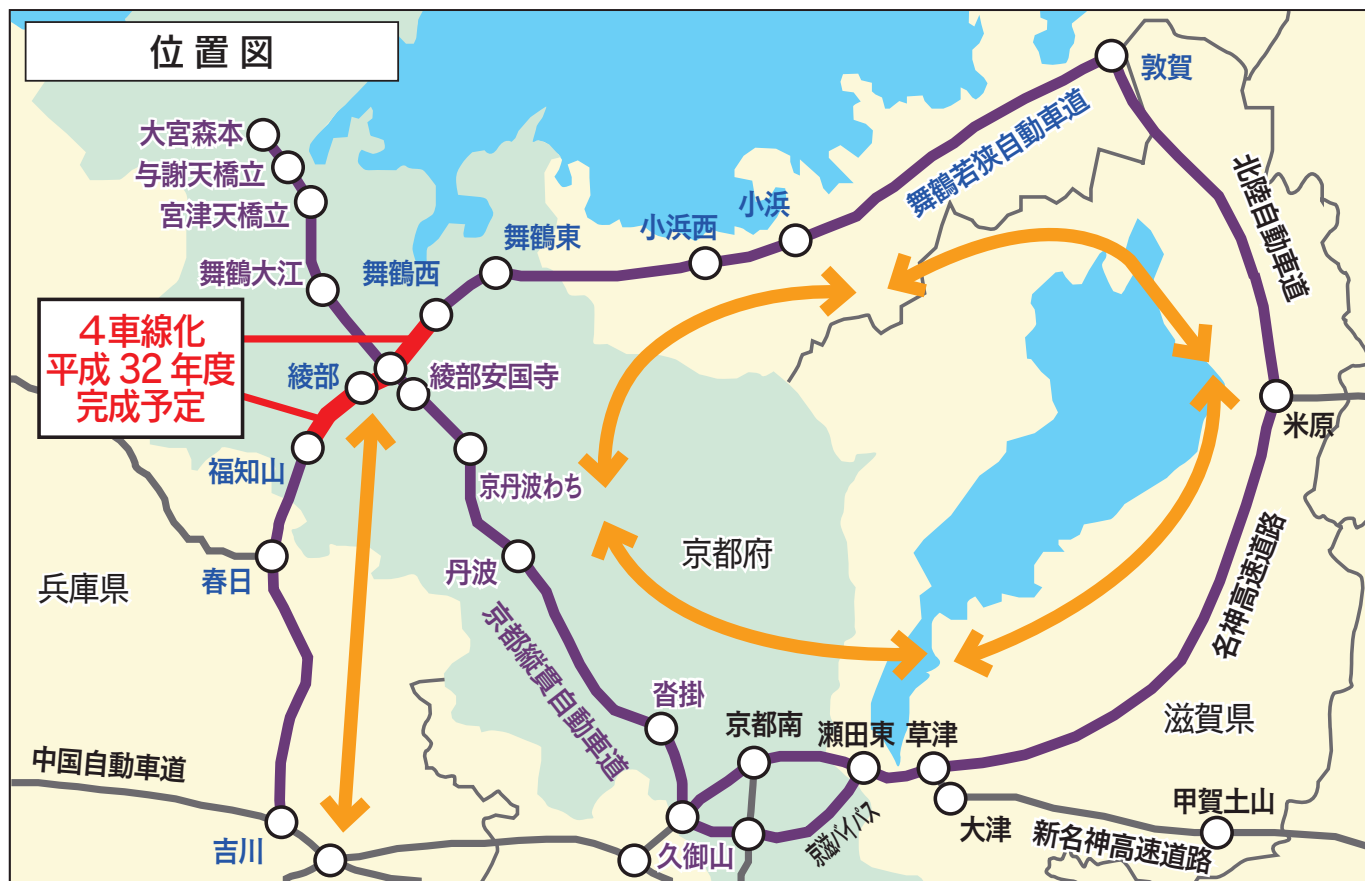 位置図
敦賀
大宮森本
与謝天橋立
宮津天橋立
舞鶴大江
舞鶴西
舞鶴東
小浜西
小浜
舞鶴若狭自動車道
北陸自動車道
4車線化
平成32年度
完成予定
綾部
綾部安国寺
米原
福知山
京丹波わち
京都府
春日
丹波
兵庫県
名神高速道路
京都縦貫自動車道
沓掛
京都南
瀬田東
草津
滋賀県
中国自動車道
吉川
久御山
京滋バイパス
大津
新名神高速道路
甲賀土山